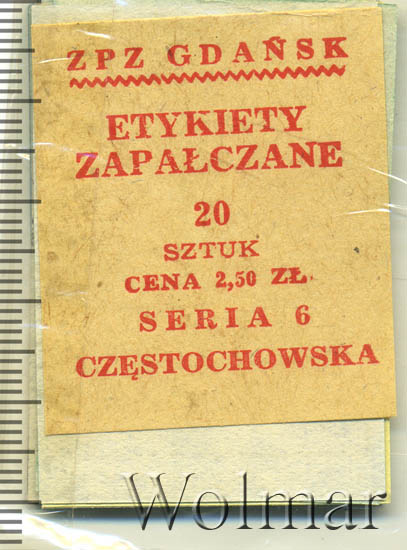 ZPZ GDAŃSK
ETYKIETY
ZAPAŁCZANE
20
SZTUK
CENA 2,50 ZŁ.
SERIA 6
CZĘSTOCHOWSKA
Wolmar